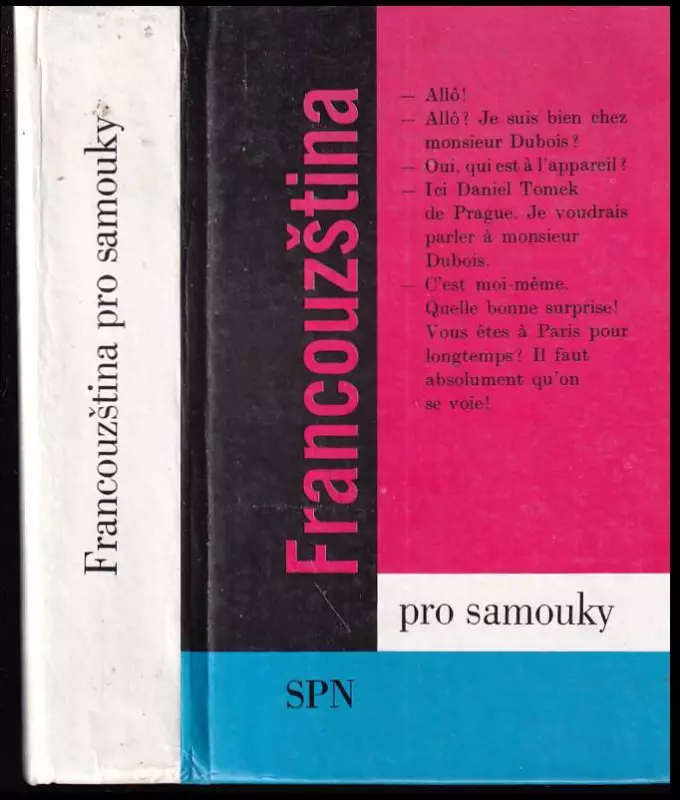 Francouzština pro samouky
Francouzština
— Allô!
— Allô? Je suis bien chez
monsieur Dubois?
— Oui, qui est à l'appareil?
— Ici Daniel Tomek
de Prague. Je voudrais
parler à monsieur
Dubois.
— C'est moi-même.
Quelle bonne surprise!
Vous êtes à Paris pour
longtemps? Il faut
absolument qu'on
se voie!
pro samouky
SPN